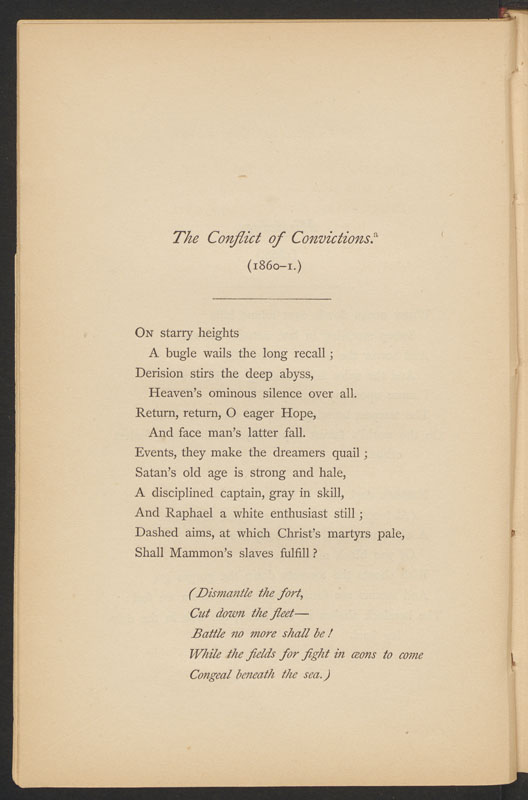 The Conflict of Convictions.ᵃ
(1860–1.)
ON starry heights
A bugle wails the long recall ;
Derision stirs the deep abyss,
Heaven's ominous silence over all.
Return, return, O eager Hope,
And face man's latter fall.
Events, they make the dreamers quail ;
Satan's old age is strong and hale,
A disciplined captain, gray in skill,
And Raphael a white enthusiast still ;
Dashed aims, at which Christ's martyrs pale,
Shall Mammon's slaves fulfill ?
(Dismantle the fort,
Cut down the fleet—
Battle no more shall be !
While the fields for fight in æons to come
Congeal beneath the sea.)